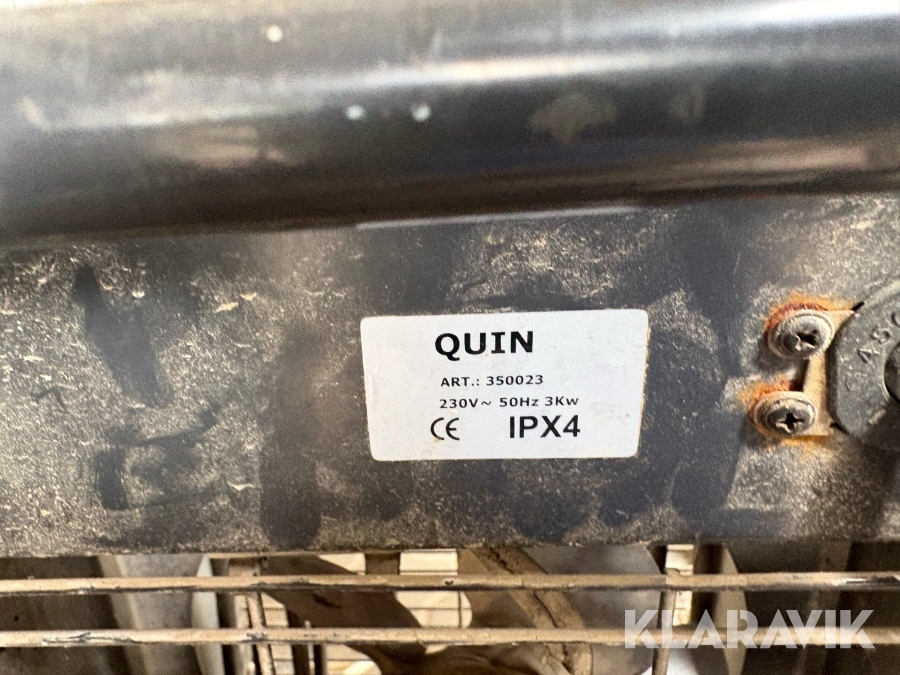 QUIN
ART.: 350023
230V~ 50Hz 3Kw
CE IPX4
KLARAVIK